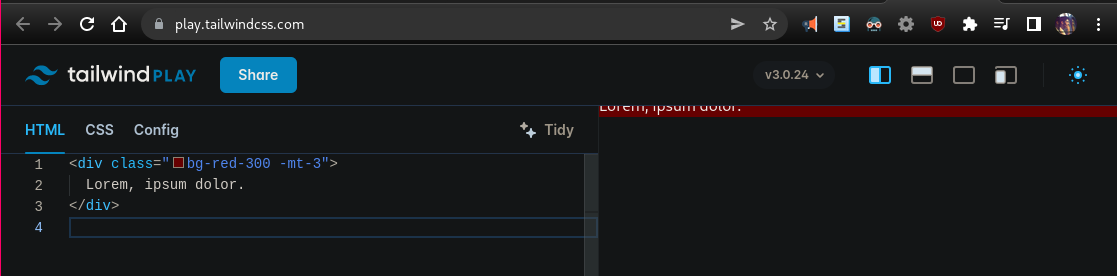 play.tailwindcss.com
tailwind PLAY
Share
v3.0.24
HTML CSS Config
Tidy
1 <div class="bg-red-300 -mt-3">
2 Lorem, ipsum dolor.
3 </div>
4
Lorem, ipsum dolor.